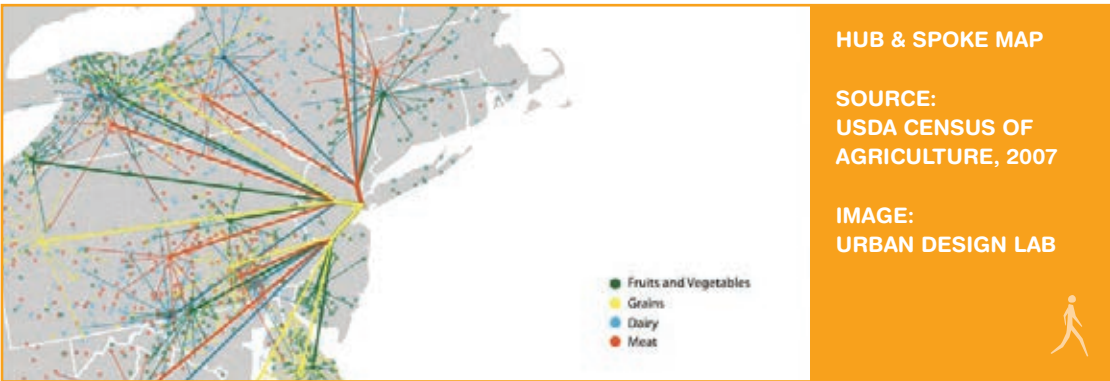 HUB & SPOKE MAP
SOURCE:
USDA CENSUS OF
AGRICULTURE, 2007
IMAGE:
URBAN DESIGN LAB
Fruits and Vegetables
Grains
Dairy
Meat